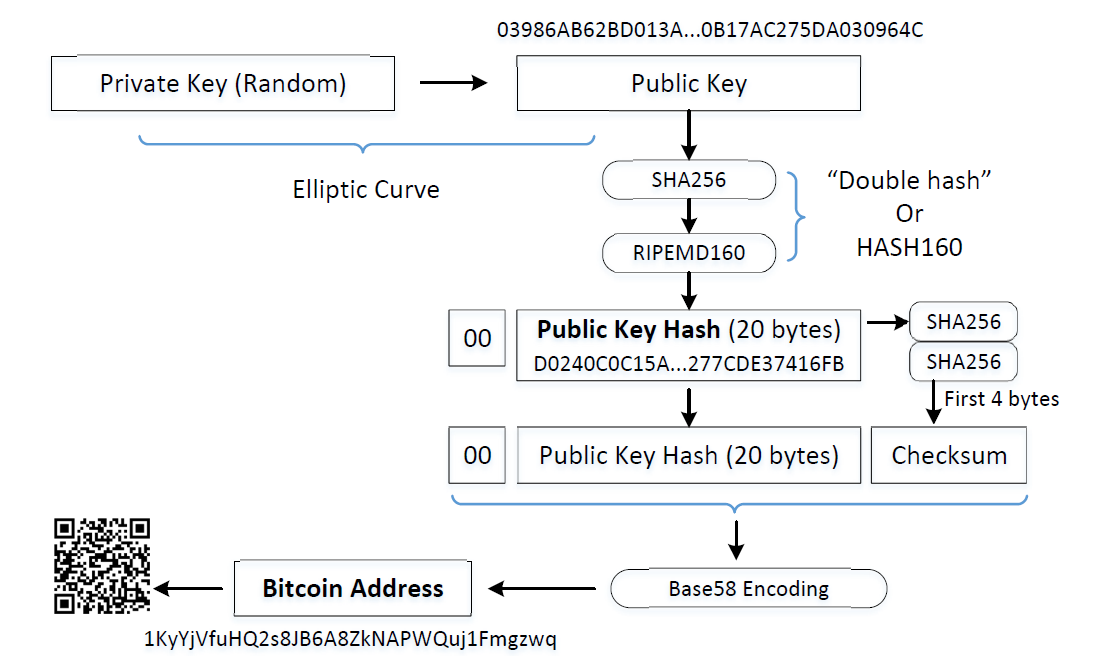 03986AB62BD013A...0B17AC275DA030964C
Private Key (Random)
Public Key
Elliptic Curve
SHA256
RIPEMD160
“Double hash”
Or
HASH160
00
Public Key Hash (20 bytes)
D0240C0C15A...277CDE37416FB
SHA256
SHA256
First 4 bytes
00
Public Key Hash (20 bytes)
Checksum
Base58 Encoding
Bitcoin Address
1KyYjVfuHQ2s8JB6A8ZkNAPWQuj1Fmgzwq